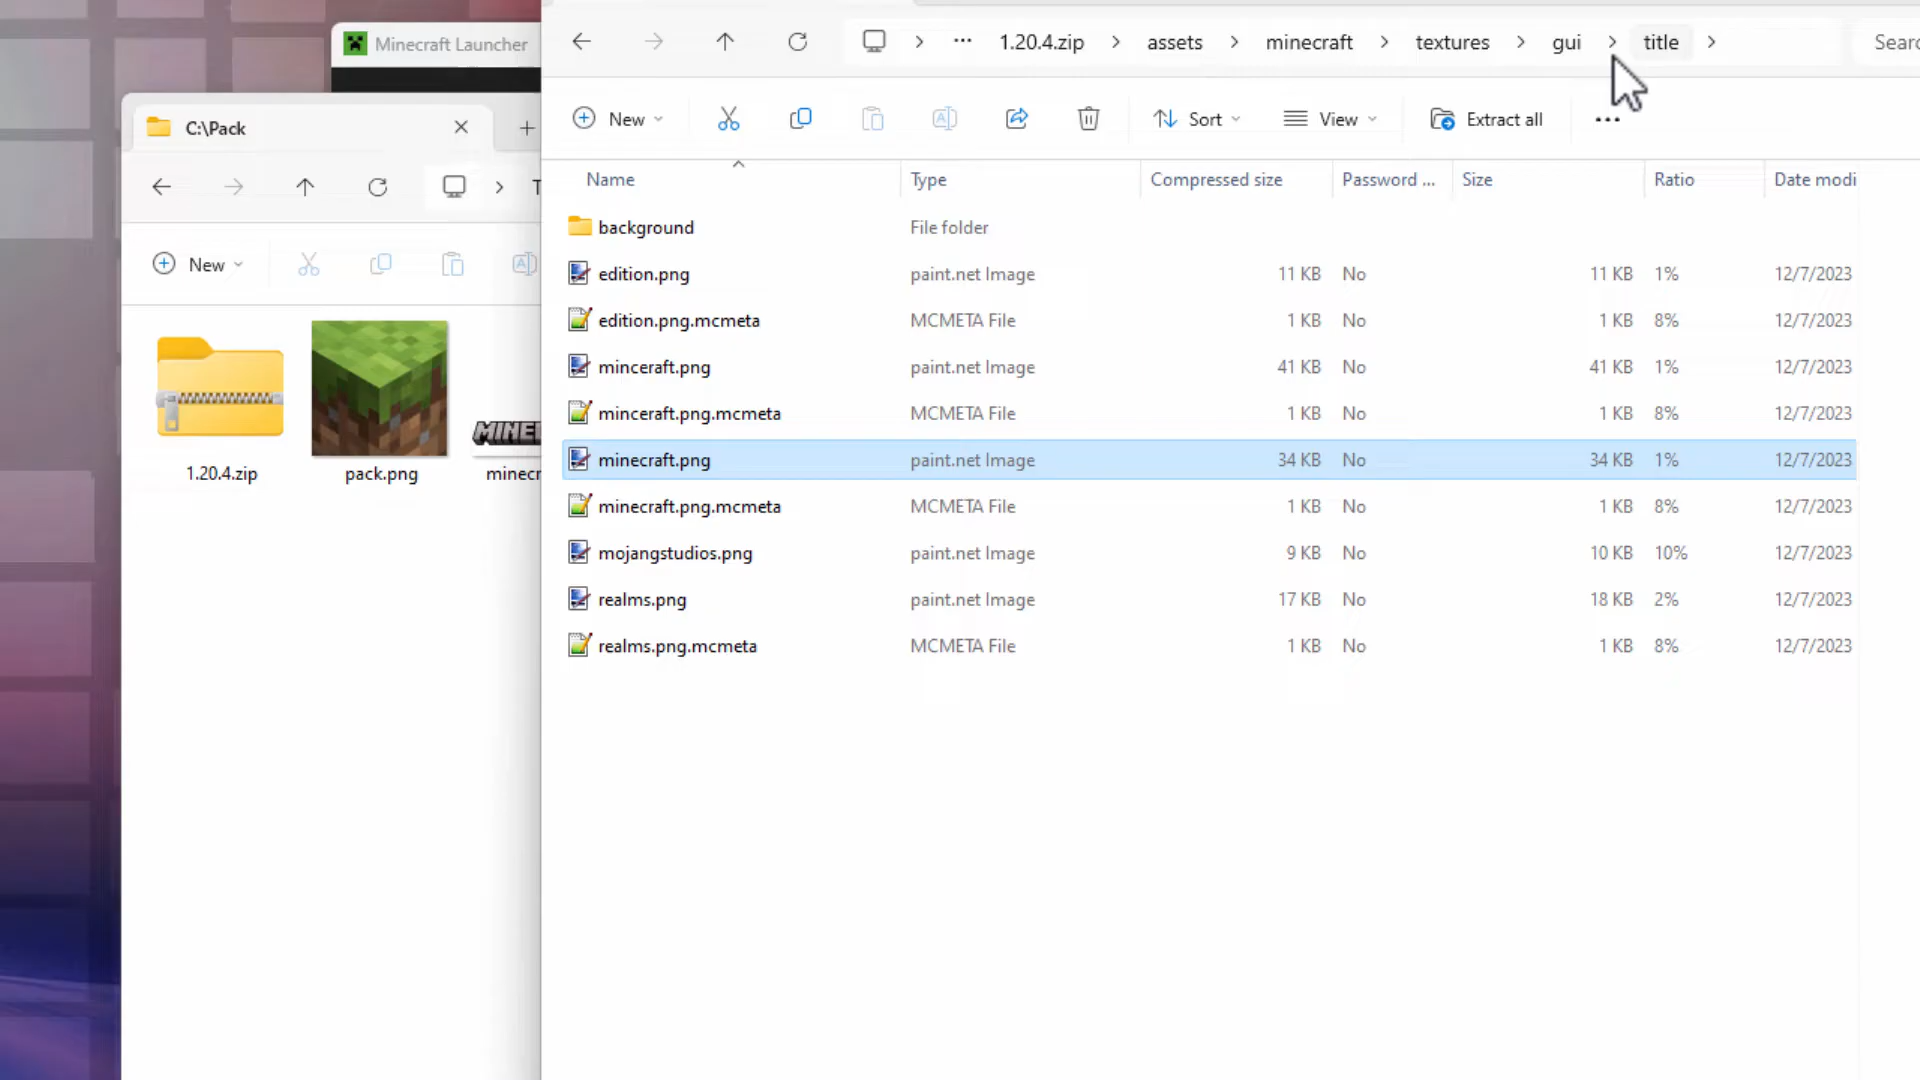 Minecraft Launcher
C:\Pack
New
1.20.4.zip
pack.png
minecr
MINE
1.20.4.zip > assets > minecraft > textures > gui > title >
Searc
New
Sort
View
Extract all
Name Type Compressed size Password ... Size Ratio Date modi
background File folder
edition.png paint.net Image 11 KB No 11 KB 1% 12/7/2023
edition.png.mcmeta MCMETA File 1 KB No 1 KB 8% 12/7/2023
minceraft.png paint.net Image 41 KB No 41 KB 1% 12/7/2023
minceraft.png.mcmeta MCMETA File 1 KB No 1 KB 8% 12/7/2023
minecraft.png paint.net Image 34 KB No 34 KB 1% 12/7/2023
minecraft.png.mcmeta MCMETA File 1 KB No 1 KB 8% 12/7/2023
mojangstudios.png paint.net Image 9 KB No 10 KB 10% 12/7/2023
realms.png paint.net Image 17 KB No 18 KB 2% 12/7/2023
realms.png.mcmeta MCMETA File 1 KB No 1 KB 8% 12/7/2023